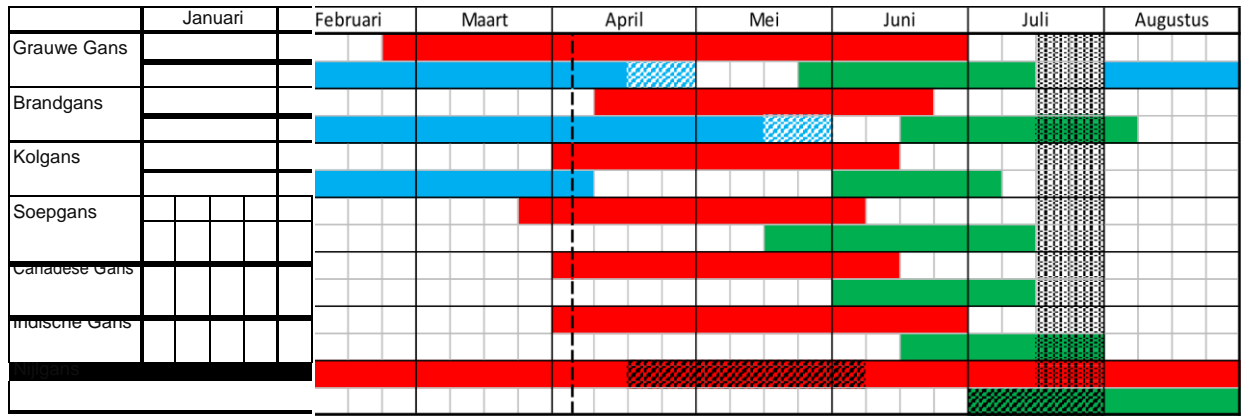 Januari Februari Maart April Mei Juni Juli Augustus
Grauwe Gans
Brandgans
Kolgans
Soepgans
Canadese Gans
Indische Gans
Nijlgans